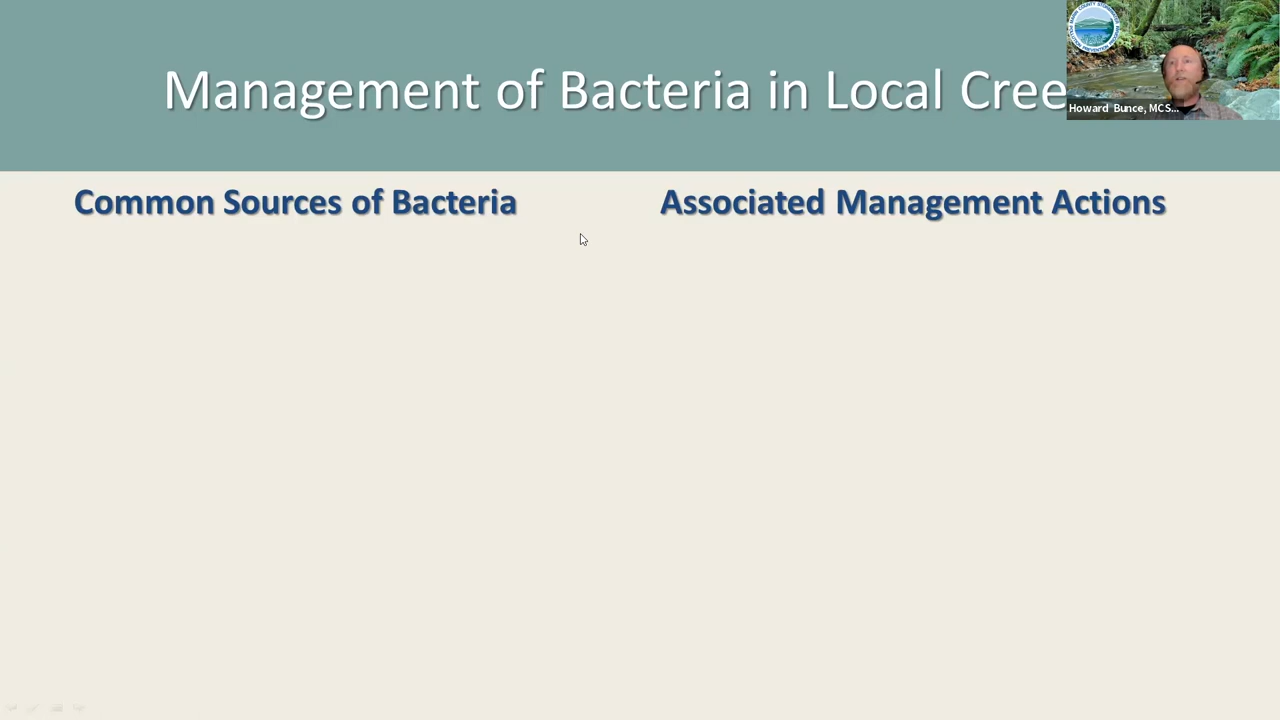 Management of Bacteria in Local Cree
Howard Bunce, MCS...
Common Sources of Bacteria
Associated Management Actions